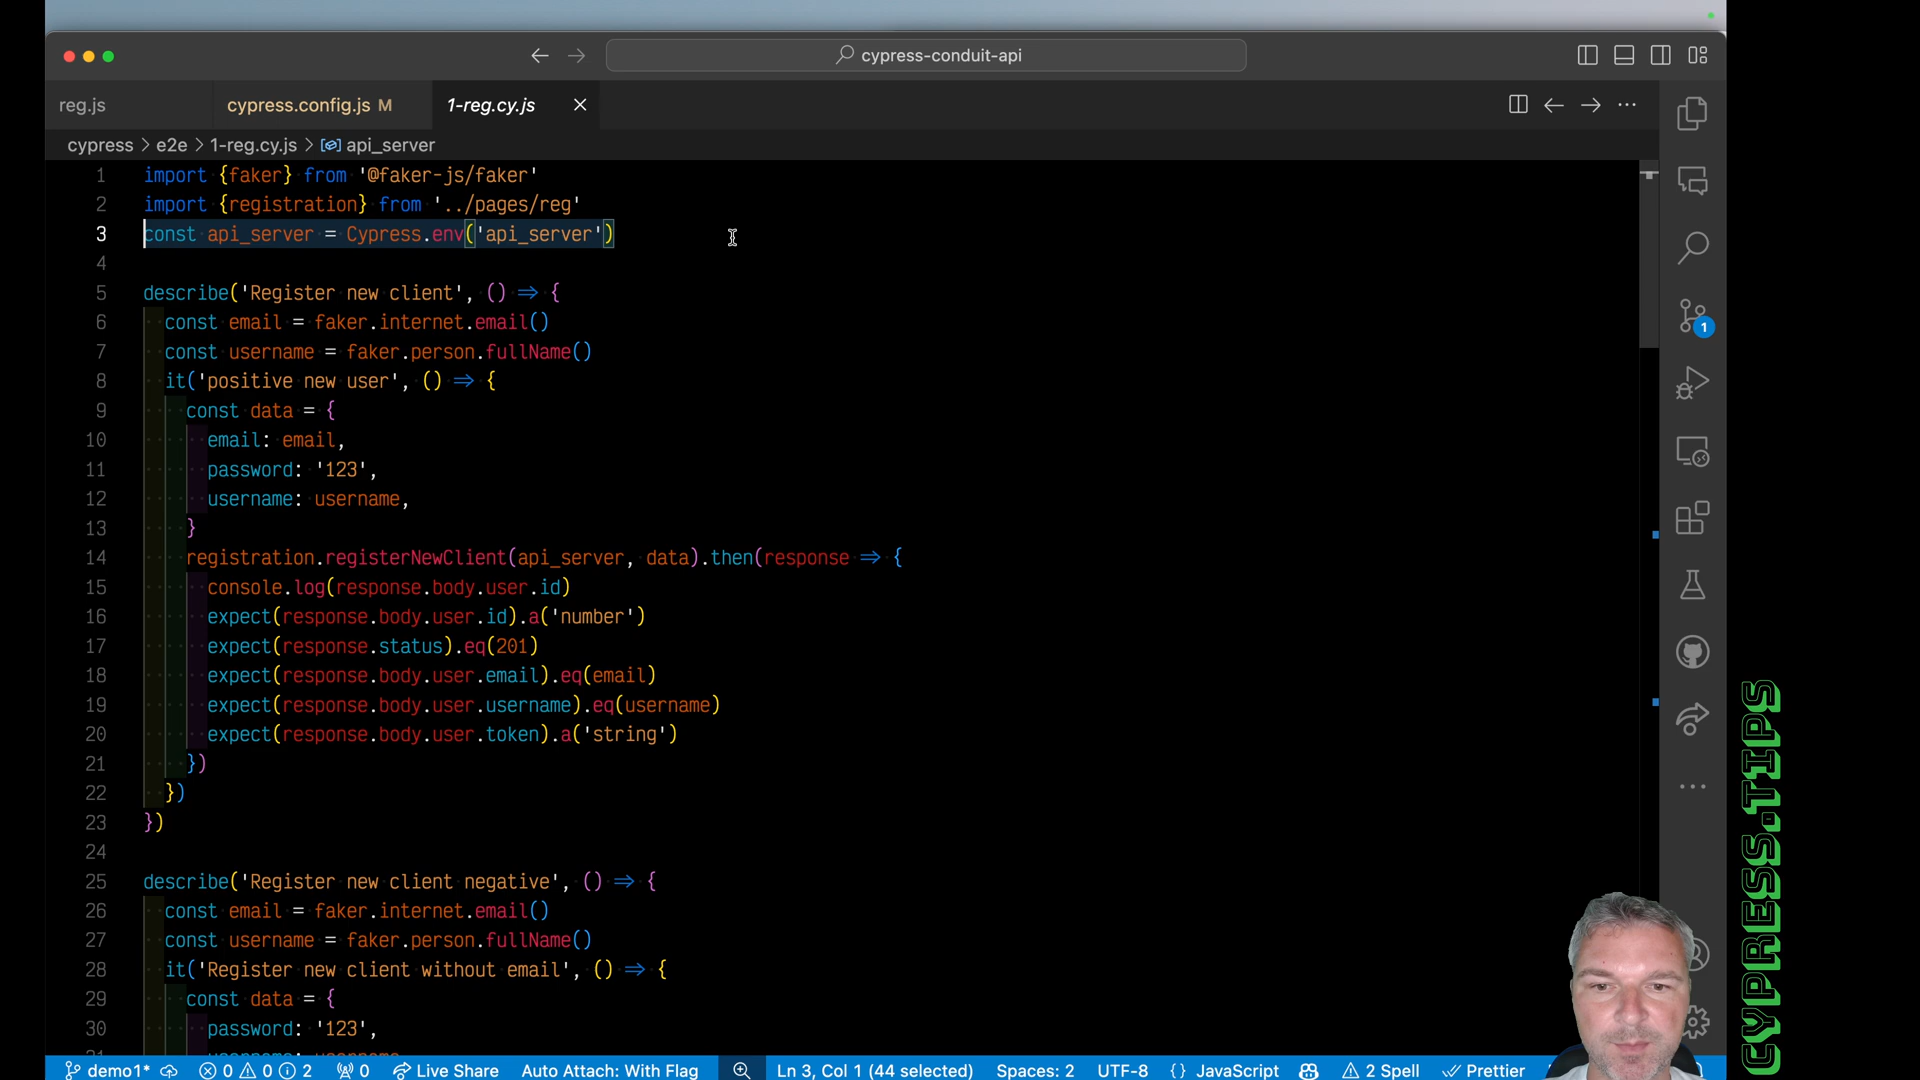 cypress-conduit-api
reg.js
cypress.config.js M
1-reg.cy.js
cypress > e2e > 1-reg.cy.js > api_server
1 import {faker} from '@faker-js/faker'
2 import {registration} from '../pages/reg'
3 const api_server = Cypress.env('api_server')
4
5 describe('Register new client', () => {
6 const email = faker.internet.email()
7 const username = faker.person.fullName()
8 it('positive new user', () => {
9 const data = {
10 email: email,
11 password: '123',
12 username: username,
13 }
14 registration.registerNewClient(api_server, data).then(response => {
15 console.log(response.body.user.id)
16 expect(response.body.user.id).a('number')
17 expect(response.status).eq(201)
18 expect(response.body.user.email).eq(email)
19 expect(response.body.user.username).eq(username)
20 expect(response.body.user.token).a('string')
21 })
22 })
23 })
24
25 describe('Register new client negative', () => {
26 const email = faker.internet.email()
27 const username = faker.person.fullName()
28 it('Register new client without email', () => {
29 const data = {
30 password: '123',
1
demo1* 0 0 2 0 Live Share Auto Attach: With Flag Ln 3, Col 1 (44 selected) Spaces: 2 UTF-8 {} JavaScript 2 Spell Prettier
CYPRESS.TIPS